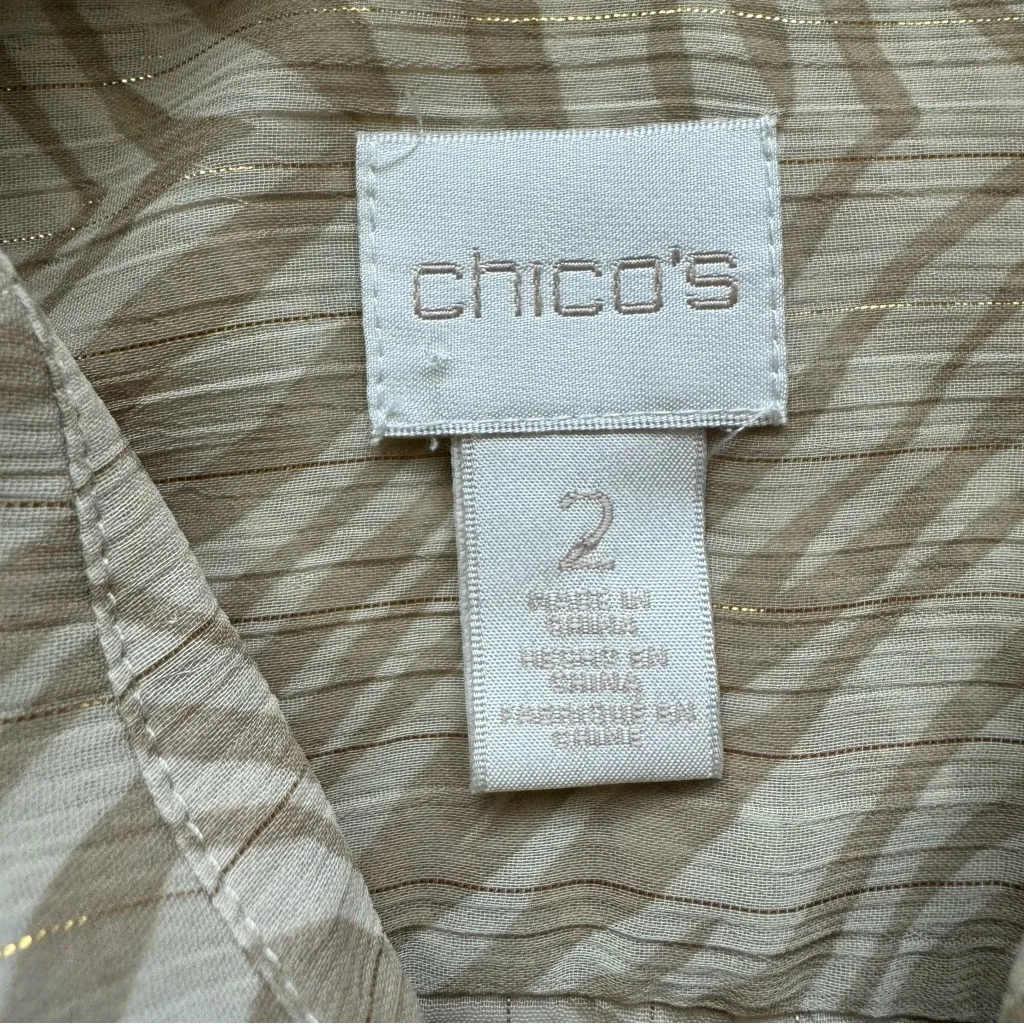 chico's
2
MADE IN
CHINA
HECHO EN
CHINA
FABRIQUÉ EN
CHINE